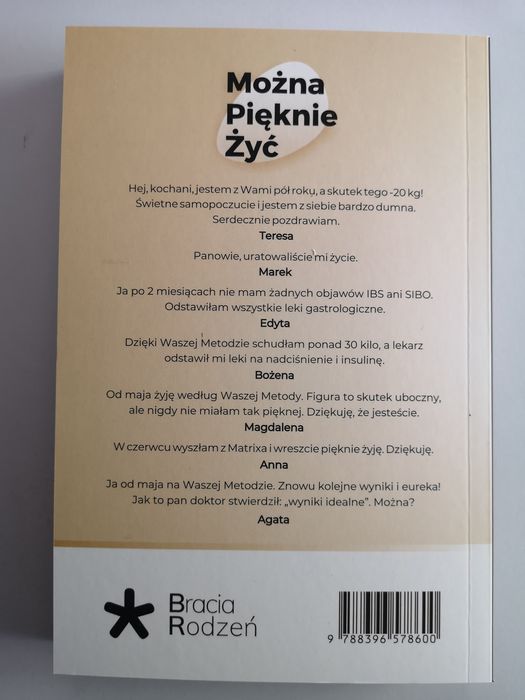 Można
Pięknie
Żyć
Hej, kochani, jestem z Wami pół roku, a skutek tego -20 kg!
Świetne samopoczucie i jestem z siebie bardzo dumna.
Serdecznie pozdrawiam.
Teresa
Panowie, uratowaliście mi życie.
Marek
Ja po 2 miesiącach nie mam żadnych objawów IBS ani SIBO.
Odstawiłam wszystkie leki gastrologiczne.
Edyta
Dzięki Waszej Metodzie schudłam ponad 30 kilo, a lekarz
odstawił mi leki na nadciśnienie i insulinę.
Bożena
Od maja żyję według Waszej Metody. Figura to skutek uboczny,
ale nigdy nie miałam tak pięknej. Dziękuję, że jesteście.
Magdalena
W czerwcu wyszłam z Matrixa i wreszcie pięknie żyję. Dziękuję.
Anna
Ja od maja na Waszej Metodzie. Znowu kolejne wyniki i eureka!
Jak to pan doktor stwierdził: „wyniki idealne”. Można?
Agata
Bracia
Rodzeń
9 788396 578600